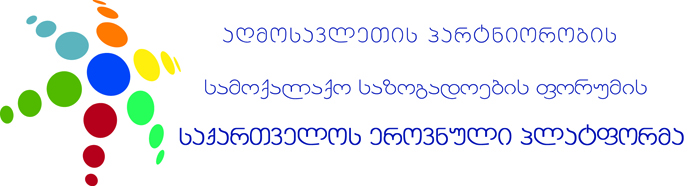 აღმოსავლეთის პარტნიორობის
სამოქალაქო საზოგადოების ფორუმის
საქართველოს ეროვნული პლატფორმა